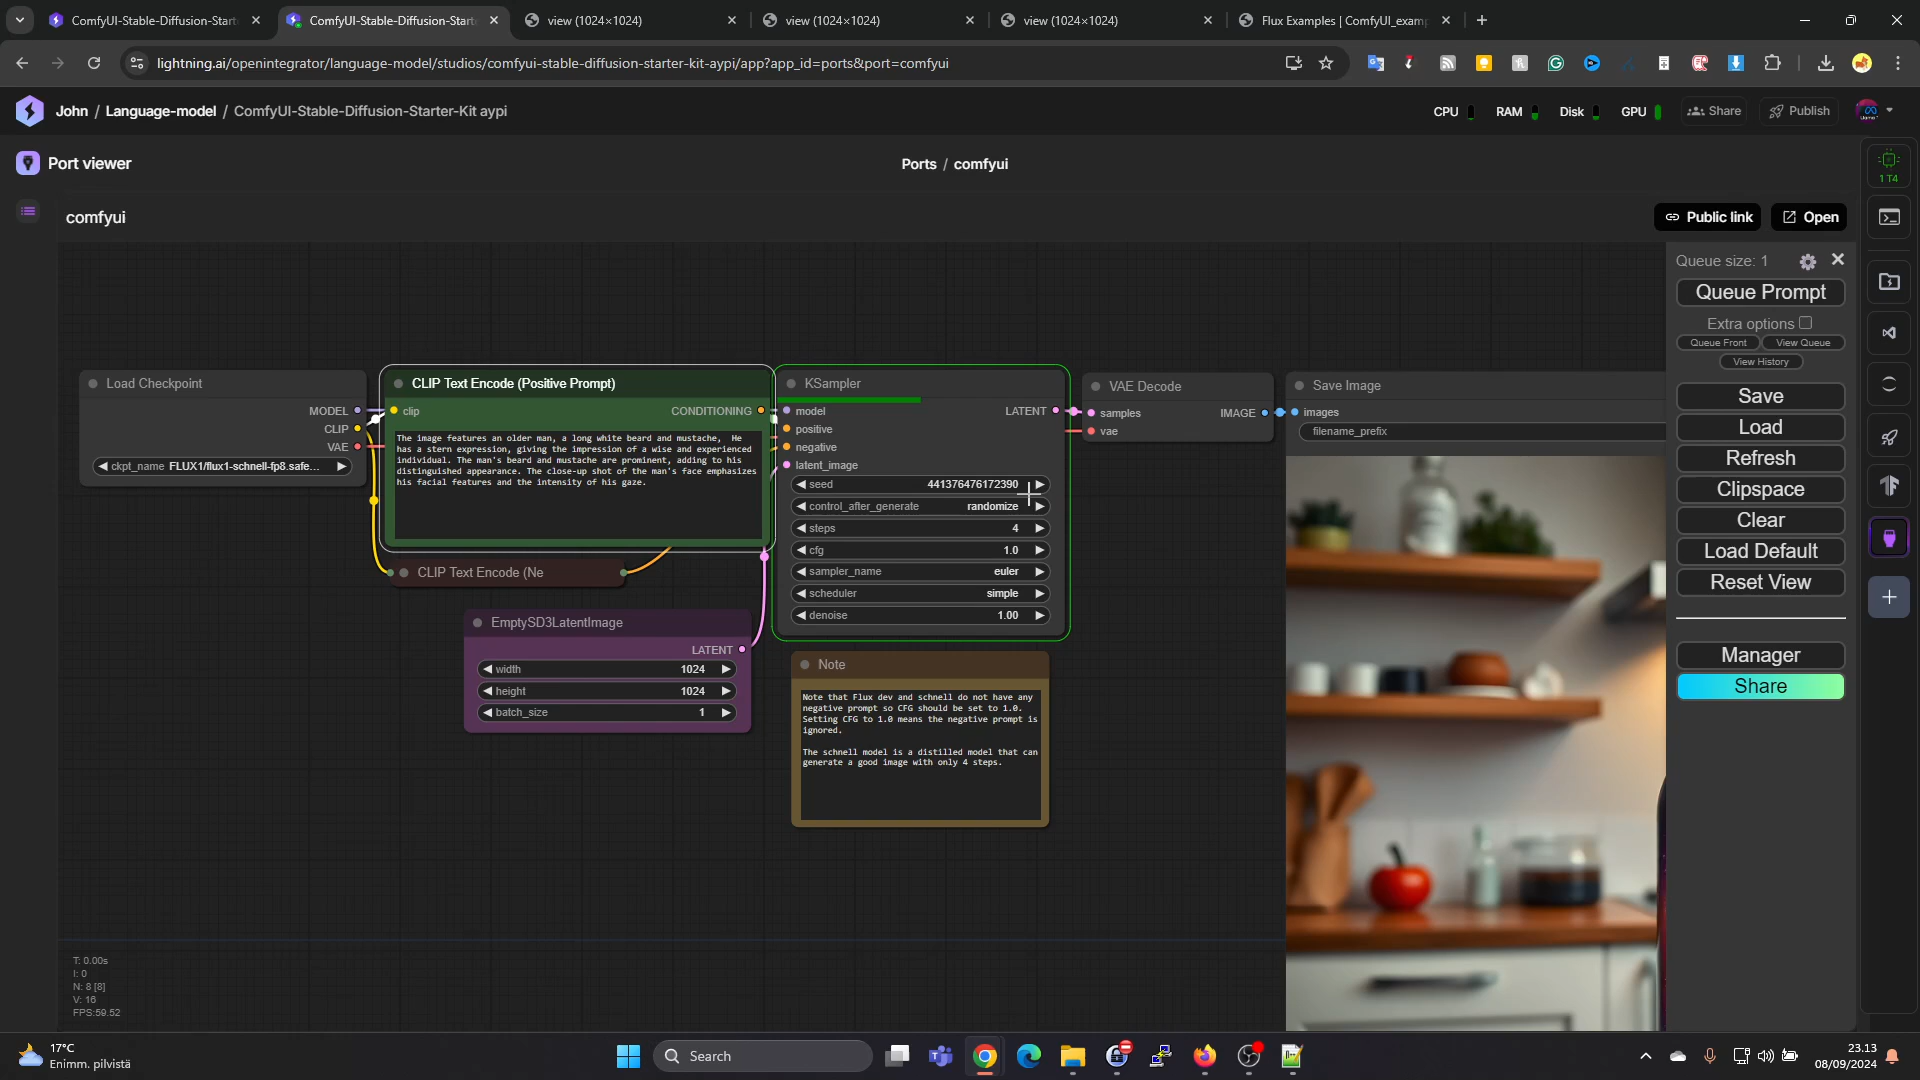 ComfyUI-Stable-Diffusion-Start
ComfyUI-Stable-Diffusion-Starte
view (1024×1024)
view (1024×1024)
view (1024×1024)
Flux Examples | ComfyUI_examp
lightning.ai/openintegrator/language-model/studios/comfyui-stable-diffusion-starter-kit-aypi/app?app_id=ports&port=comfyui
John / Language-model / ComfyUI-Stable-Diffusion-Starter-Kit aypi
CPU
RAM
Disk
GPU
Share
Publish
Port viewer
Ports / comfyui
1 T4
comfyui
Public link
Open
Queue size: 1
Queue Prompt
Extra options
Queue Front
View Queue
View History
Save
Load
Refresh
Clipspace
Clear
Load Default
Reset View
Manager
Share
Load Checkpoint
MODEL
CLIP
VAE
ckpt_name FLUX1/flux1-schnell-fp8.safe...
CLIP Text Encode (Positive Prompt)
clip
CONDITIONING
The image features an older man, a long white beard and mustache,  He
has a stern expression, giving the impression of a wise and experienced
individual. The man's beard and mustache are prominent, adding to his
distinguished appearance. The close-up shot of the man's face emphasizes
his facial features and the intensity of his gaze.
CLIP Text Encode (Ne
EmptySD3LatentImage
LATENT
width 1024
height 1024
batch_size 1
KSampler
model
LATENT
positive
negative
latent_image
seed 441376476172390
control_after_generate randomize
steps 4
cfg 1.0
sampler_name euler
scheduler simple
denoise 1.00
Note
Note that Flux dev and schnell do not have any
negative prompt so CFG should be set to 1.0.
Setting CFG to 1.0 means the negative prompt is
ignored.
The schnell model is a distilled model that can
generate a good image with only 4 steps.
VAE Decode
samples
IMAGE
vae
Save Image
images
filename_prefix
T: 0.00s
I: 0
N: 8 [8]
V: 16
FPS:59.52
17°C
Enimm. pilvistä
Search
23.13
08/09/2024